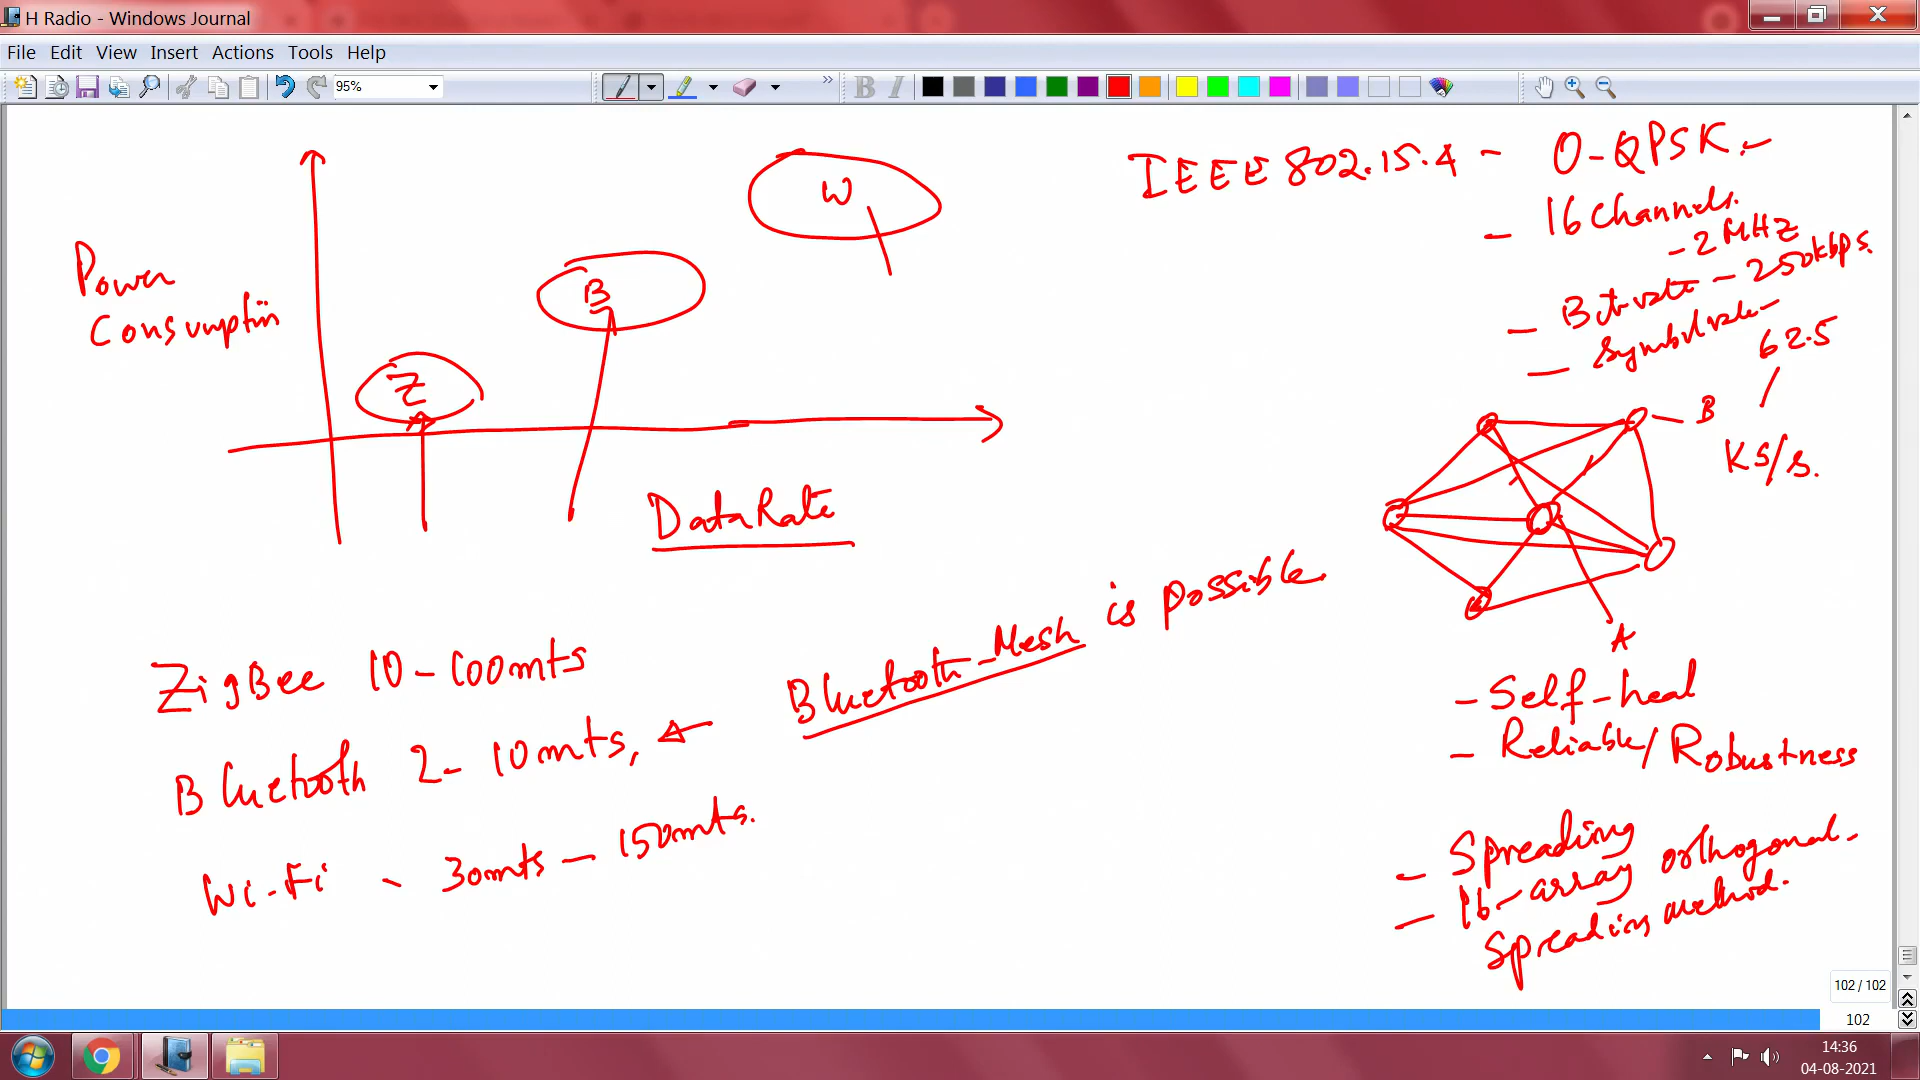 H Radio - Windows Journal
File Edit View Insert Actions Tools Help
95%
B I
Power
Consumption
W
B
Z
Data Rate
ZigBee 10-100mts
Bluetooth 2- 10mts,
Bluetooth-Mesh is possible
Wi-Fi - 30mts - 150mts.
IEEE 802.15.4 - O-QPSK
- 16 Channels.
- 2 MHZ
- Bit-rate - 250kbps.
- Symbol rate -
62.5
KS/s.
B
A
- Self-heal
- Reliable/Robustness
- Spreading
- 16-array orthogonal
Spreading method.
102 / 102
102
14:36
04-08-2021